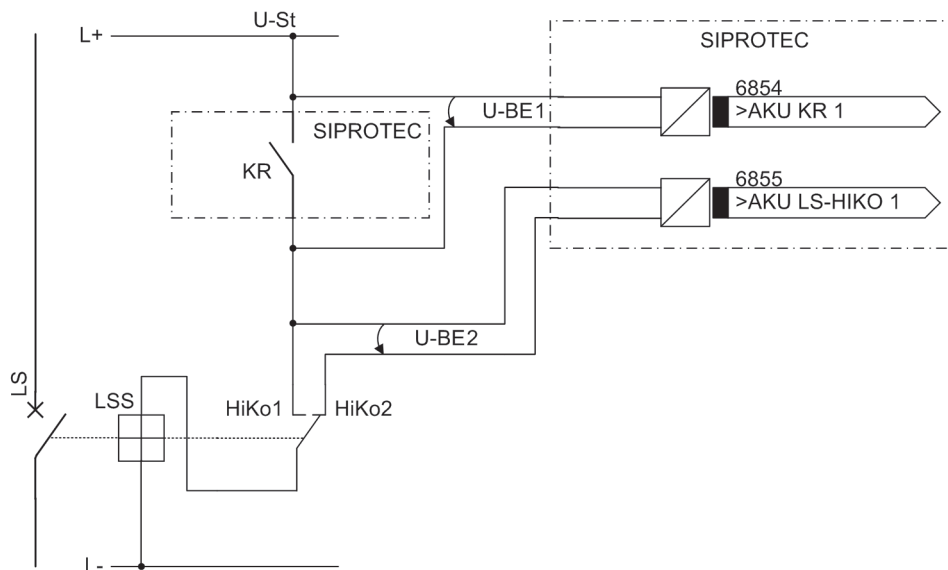 U-St
L+
SIPROTEC
6854
>AKU KR 1
U-BE1
SIPROTEC
KR
6855
>AKU LS-HIKO 1
U-BE2
LS
LSS
HiKo1
HiKo2
L-